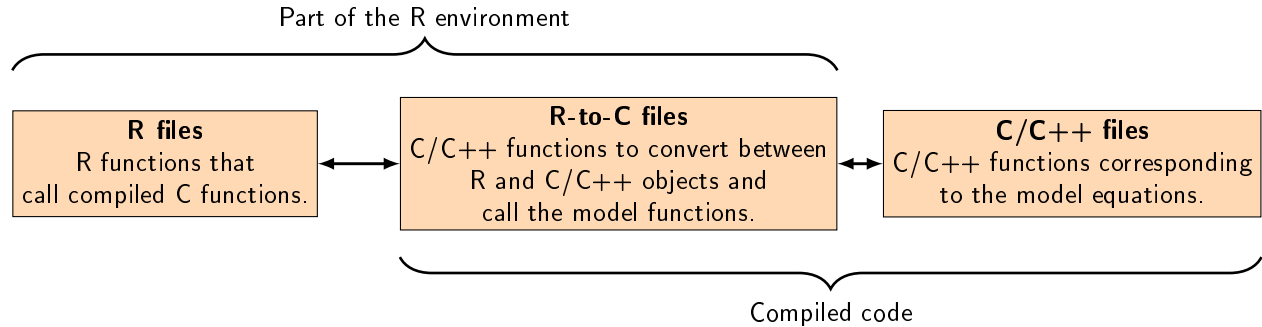 Part of the R environment
R files
R functions that
call compiled C functions.
R-to-C files
C/C++ functions to convert between
R and C/C++ objects and
call the model functions.
C/C++ files
C/C++ functions corresponding
to the model equations.
Compiled code